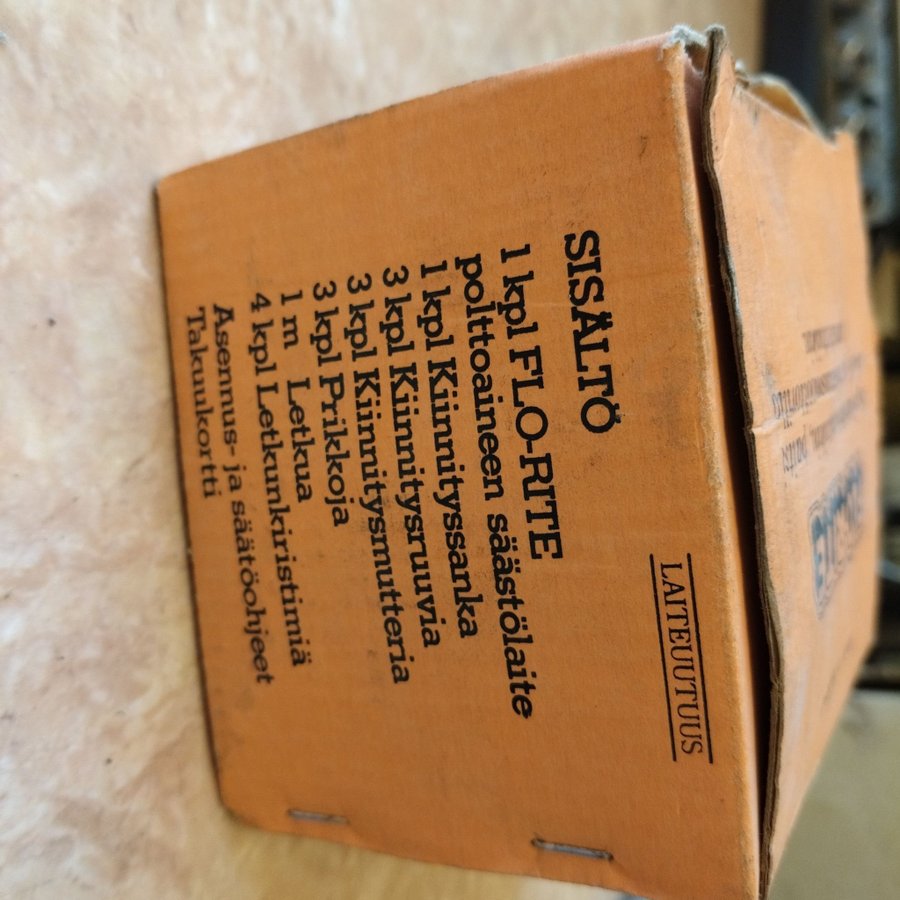 LAITEUUTUUS
SISÄLTÖ
1 kpl FLO-RITE
polttoaineen säästölaite
1 kpl Kiinnityssanka
3 kpl Kiinnitysruuvia
3 kpl Kiinnitysmutteria
3 kpl Prikkoja
1 m Letkua
4 kpl Letkunkiristimiä
Asennus- ja säätöohjeet
Takuukortti